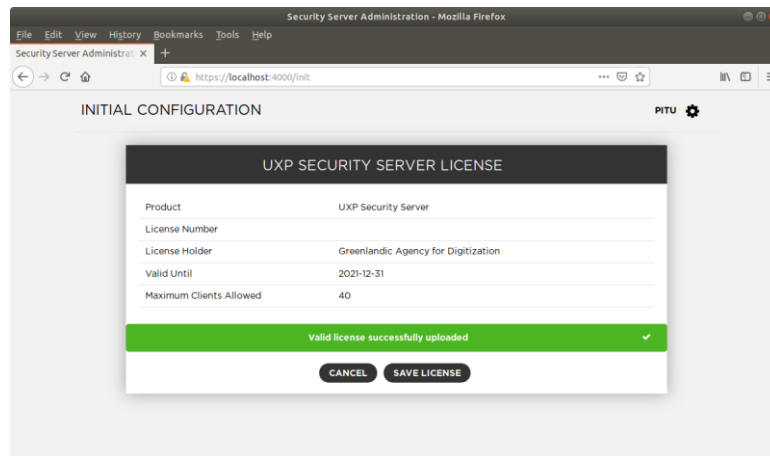 Security Server Administration - Mozilla Firefox
File Edit View History Bookmarks Tools Help
Security Server Administrat
https://localhost:4000/init
INITIAL CONFIGURATION
PITU
UXP SECURITY SERVER LICENSE
Product UXP Security Server
License Number
License Holder Greenlandic Agency for Digitization
Valid Until 2021-12-31
Maximum Clients Allowed 40
Valid license successfully uploaded
CANCEL SAVE LICENSE